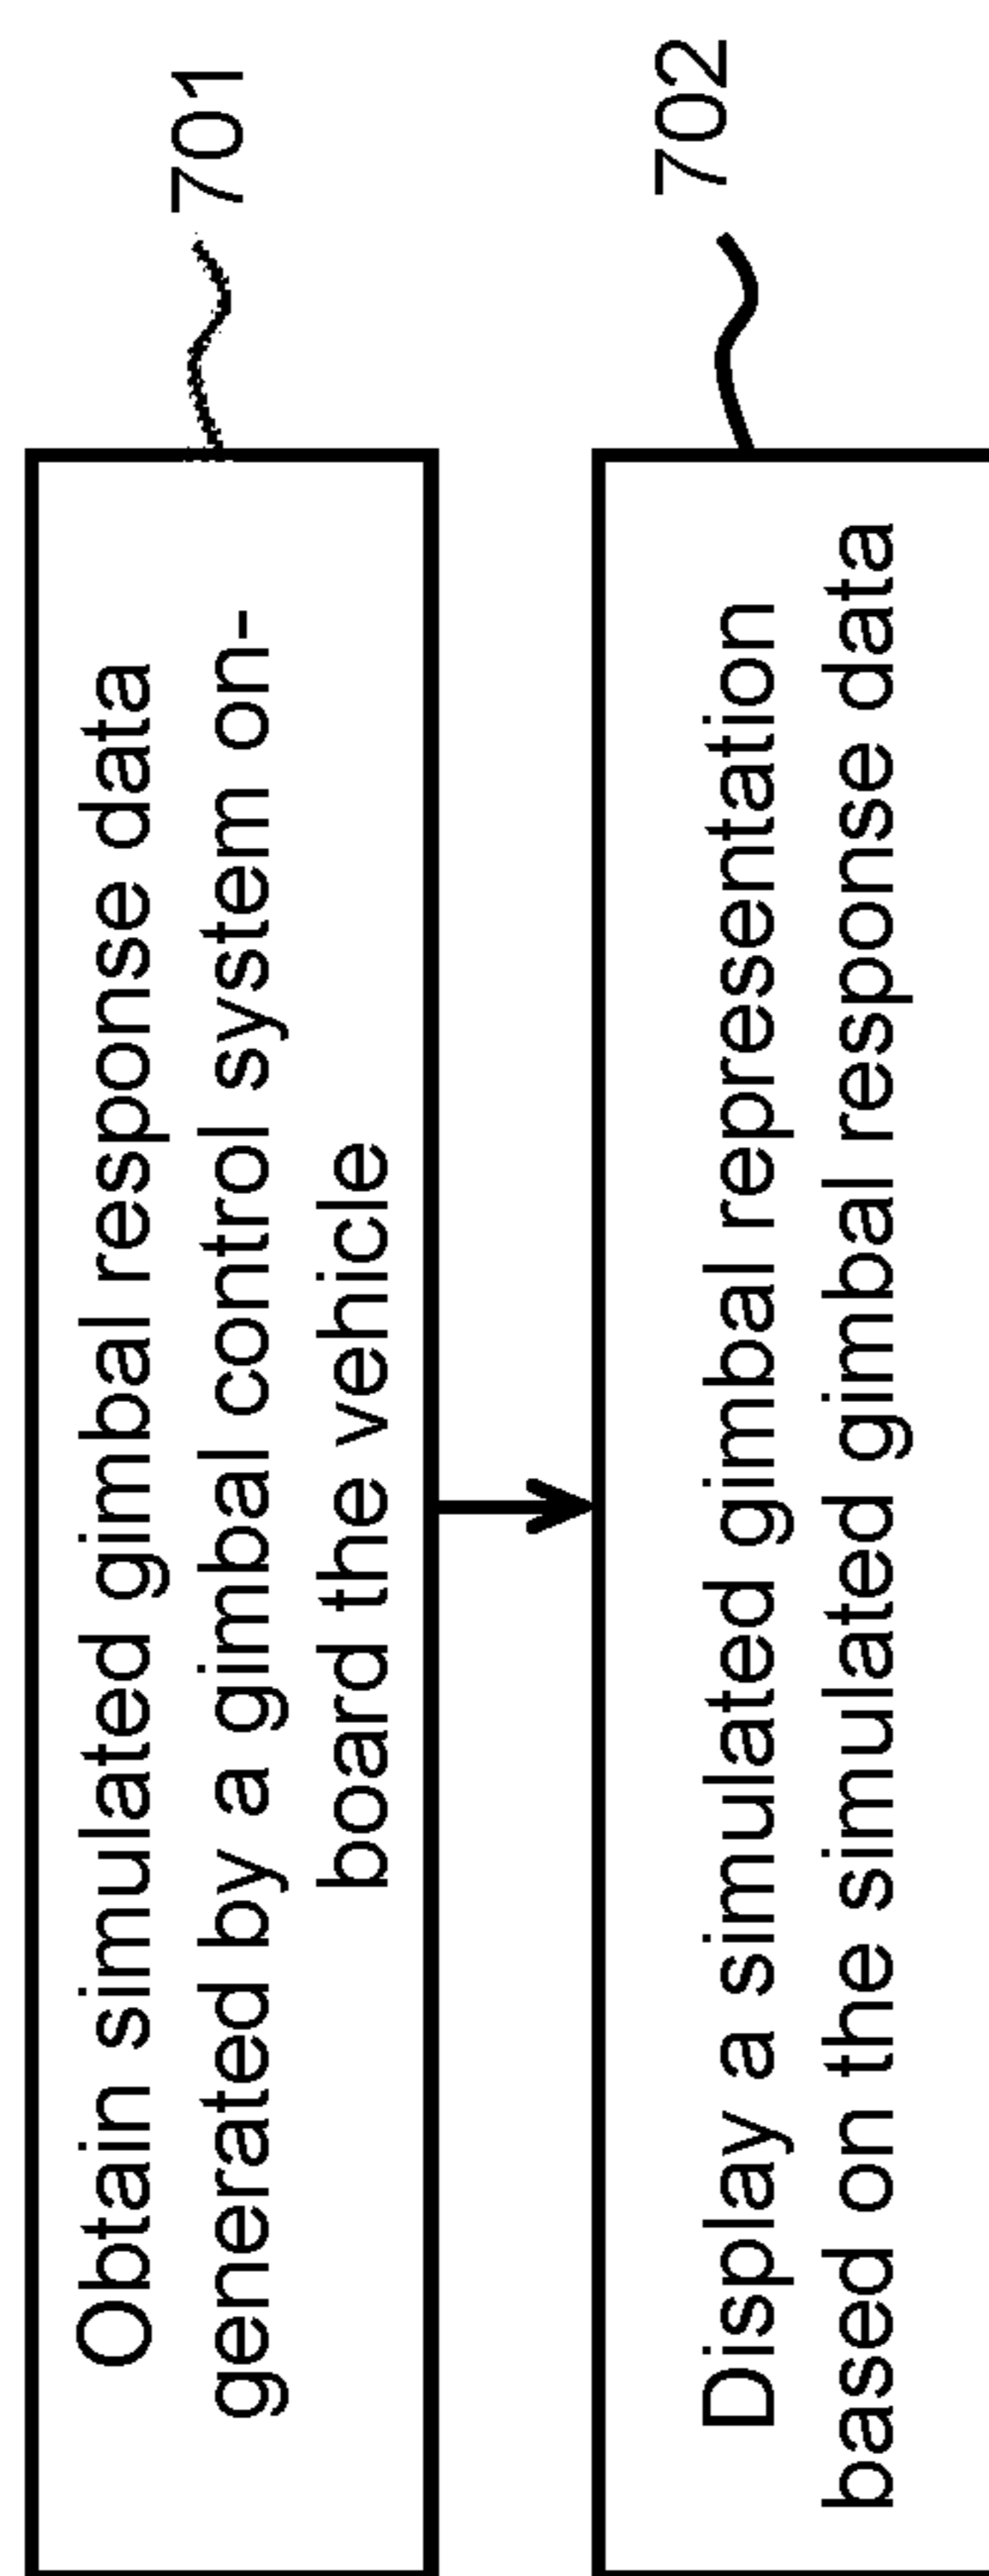 Obtain simulated gimbal response data
generated by a gimbal control system on-
board the vehicle
701
Display a simulated gimbal representation
based on the simulated gimbal response data
702